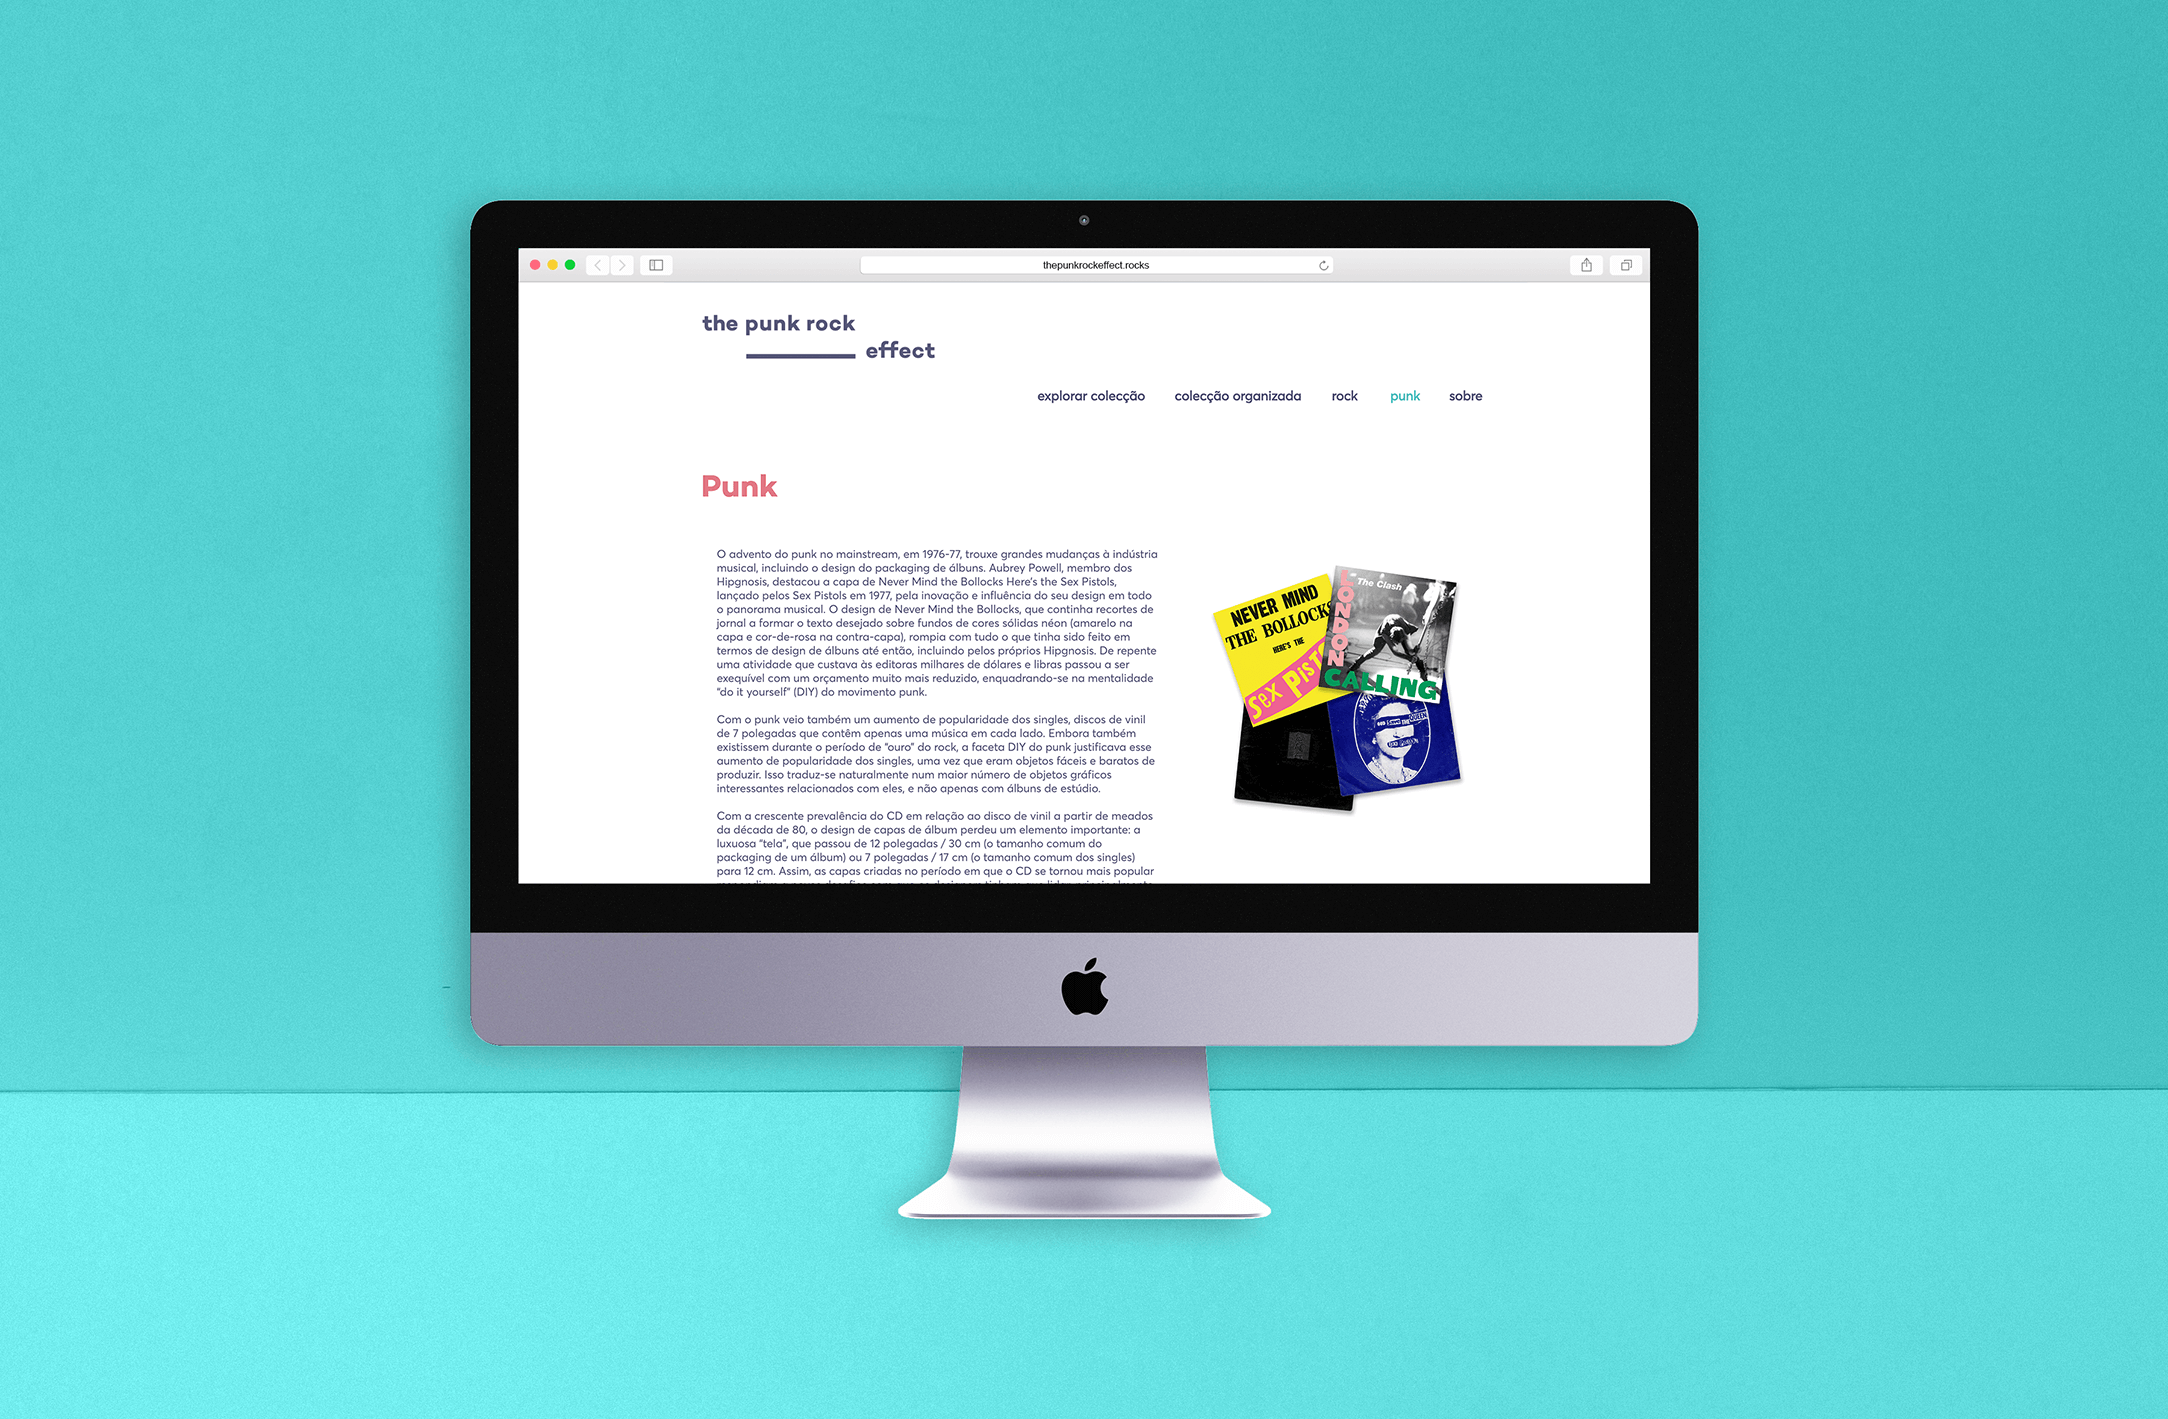 thepunkrockeffect.rocks
the punk rock
effect
explorar colecção colecção organizada rock punk sobre
Punk
O advento do punk no mainstream, em 1976-77, trouxe grandes mudanças à indústria
musical, incluindo o design do packaging de álbuns. Aubrey Powell, membro dos
Hipgnosis, destacou a capa de Never Mind the Bollocks Here's the Sex Pistols,
lançado pelos Sex Pistols em 1977, pela inovação e influência do seu design em todo
o panorama musical. O design de Never Mind the Bollocks, que continha recortes de
jornal a formar o texto desejado sobre fundos de cores sólidas néon (amarelo na
capa e cor-de-rosa na contra-capa), rompia com tudo o que tinha sido feito em
termos de design de álbuns até então, incluindo pelos próprios Hipgnosis. De repente
uma atividade que custava às editoras milhares de dólares e libras passou a ser
exequível com um orçamento muito mais reduzido, enquadrando-se na mentalidade
"do it yourself" (DIY) do movimento punk.
Com o punk veio também um aumento de popularidade dos singles, discos de vinil
de 7 polegadas que contêm apenas uma música em cada lado. Embora também
existissem durante o período de "ouro" do rock, a faceta DIY do punk justificava esse
aumento de popularidade dos singles, uma vez que eram objetos fáceis e baratos de
produzir. Isso traduz-se naturalmente num maior número de objetos gráficos
interessantes relacionados com eles, e não apenas com álbuns de estúdio.
Com a crescente prevalência do CD em relação ao disco de vinil a partir de meados
da década de 80, o design de capas de álbum perdeu um elemento importante: a
luxuosa "tela", que passou de 12 polegadas / 30 cm (o tamanho comum do
packaging de um álbum) ou 7 polegadas / 17 cm (o tamanho comum dos singles)
para 12 cm. Assim, as capas criadas no período em que o CD se tornou mais popular
NEVER MIND
THE BOLLOCKS
HERE'S THE
SEX PISTO
The Clash
LONDON
CALLING
GOD SAVE THE QUEEN
SEX PISTOLS